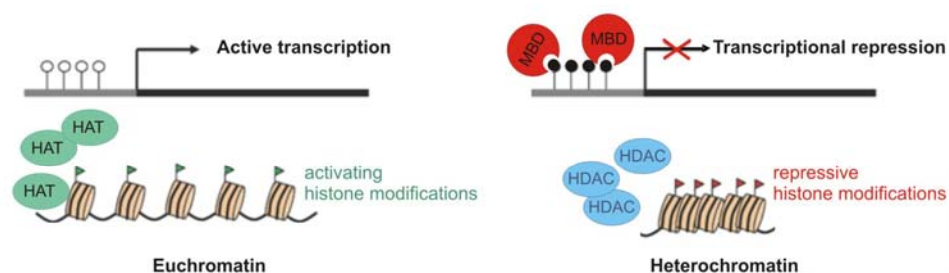 Active transcription
HAT
HAT
HAT
activating
histone modifications
Euchromatin
MBD
MBD
Transcriptional repression
HDAC
HDAC
HDAC
repressive
histone modifications
Heterochromatin